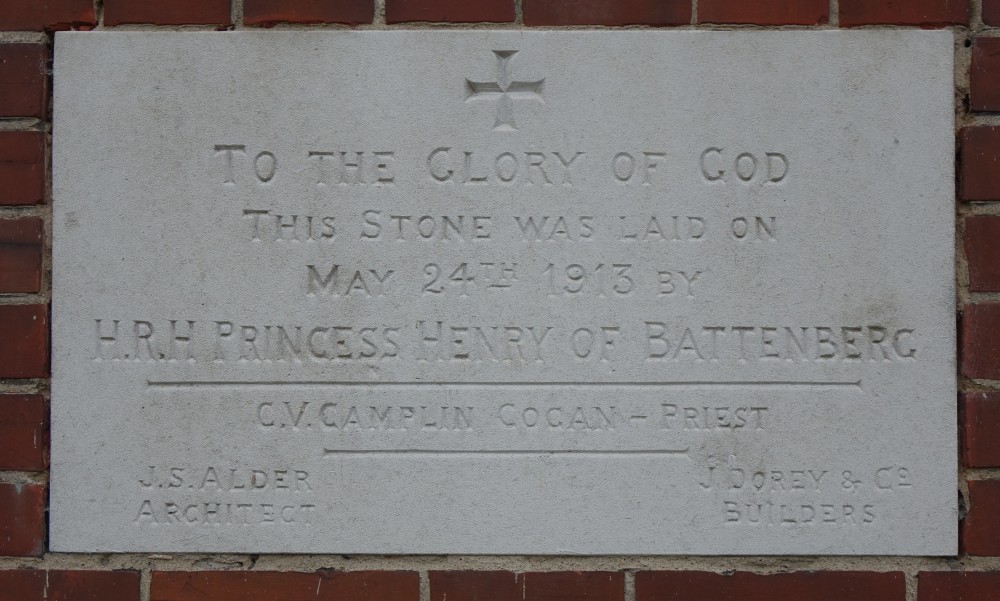 TO THE GLORY OF GOD
THIS STONE WAS LAID ON
MAY 24TH 1913 BY
H.R.H PRINCESS HENRY OF BATTENBERG
C.V. CAMPLIN COGAN – PRIEST
J.S. ALDER
ARCHITECT
J. DOREY & Co
BUILDERS